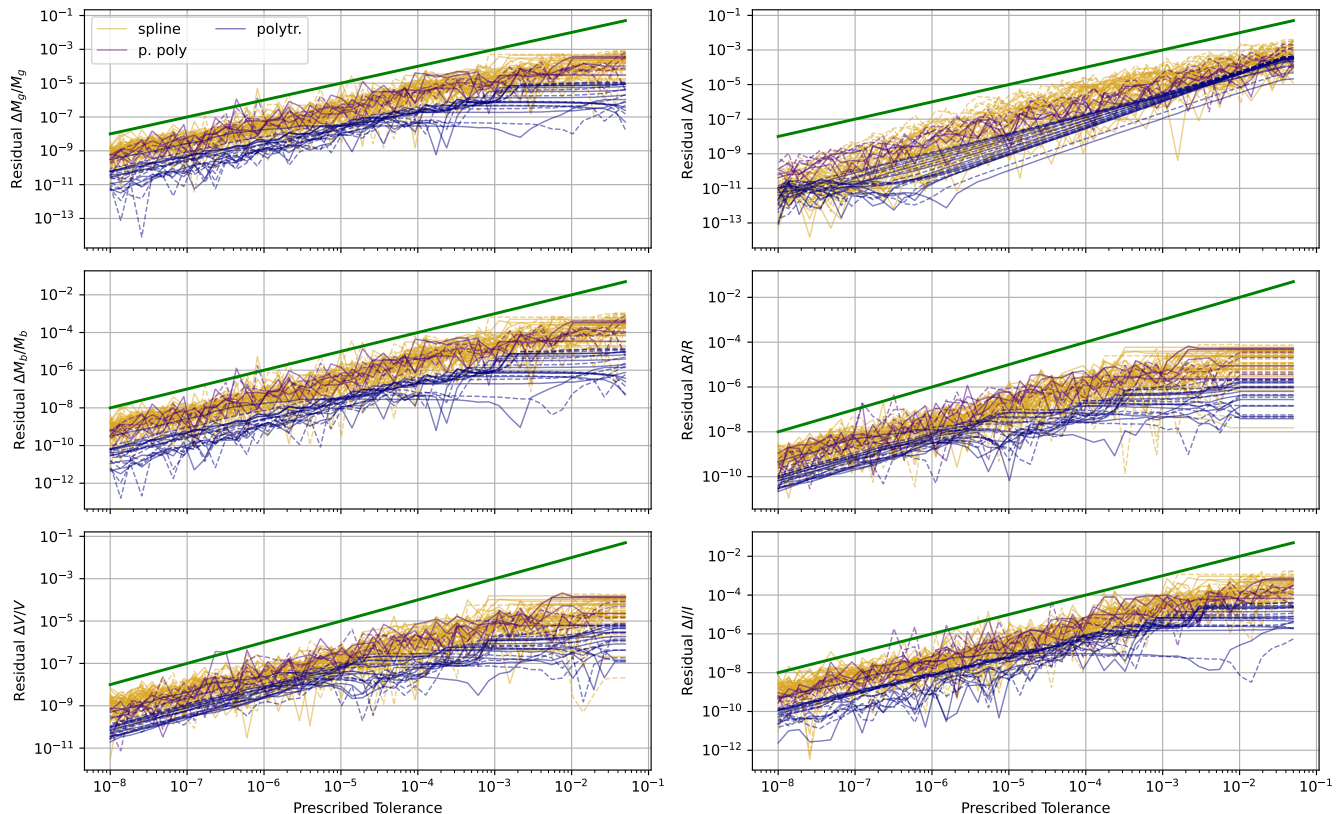 spline
polytr.
p. poly
Residual ΔM_g/M_g
10^−1
10^−3
10^−5
10^−7
10^−9
10^−11
10^−13
Residual ΔΛ/Λ
10^−1
10^−3
10^−5
10^−7
10^−9
10^−11
10^−13
Residual ΔM_b/M_b
10^−2
10^−4
10^−6
10^−8
10^−10
10^−12
Residual ΔR/R
10^−2
10^−4
10^−6
10^−8
10^−10
Residual ΔV/V
10^−1
10^−3
10^−5
10^−7
10^−9
10^−11
10^−8 10^−7 10^−6 10^−5 10^−4 10^−3 10^−2 10^−1
Prescribed Tolerance
Residual ΔI/I
10^−2
10^−4
10^−6
10^−8
10^−10
10^−12
10^−8 10^−7 10^−6 10^−5 10^−4 10^−3 10^−2 10^−1
Prescribed Tolerance